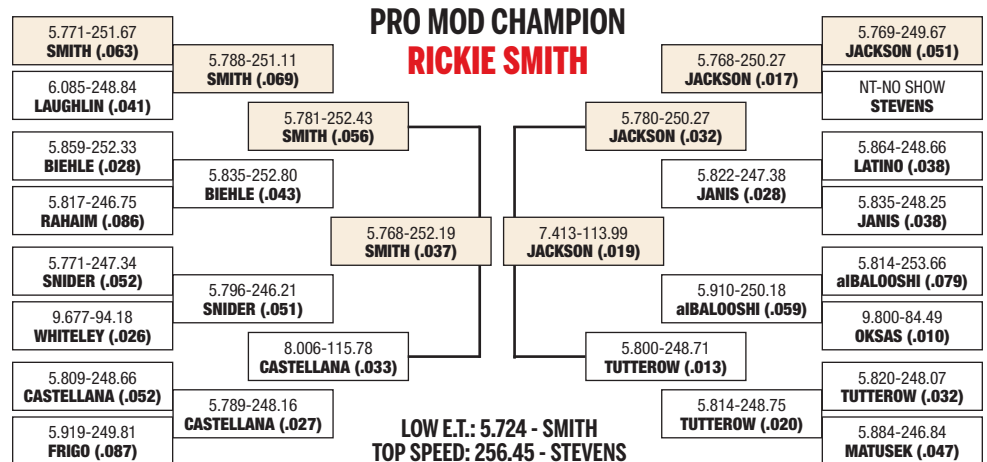 PRO MOD CHAMPION
RICKIE SMITH
5.771-251.67
SMITH (.063)
6.085-248.84
LAUGHLIN (.041)
5.859-252.33
BIEHLE (.028)
5.817-246.75
RAHAIM (.086)
5.771-247.34
SNIDER (.052)
9.677-94.18
WHITELEY (.026)
5.809-248.66
CASTELLANA (.052)
5.919-249.81
FRIGO (.087)
5.788-251.11
SMITH (.069)
5.835-252.80
BIEHLE (.043)
5.796-246.21
SNIDER (.051)
5.789-248.16
CASTELLANA (.027)
5.781-252.43
SMITH (.056)
8.006-115.78
CASTELLANA (.033)
5.768-252.19
SMITH (.037)
7.413-113.99
JACKSON (.019)
5.780-250.27
JACKSON (.032)
5.800-248.71
TUTTEROW (.013)
5.768-250.27
JACKSON (.017)
5.822-247.38
JANIS (.028)
5.910-250.18
alBALOOSHI (.059)
5.814-248.75
TUTTEROW (.020)
5.769-249.67
JACKSON (.051)
NT-NO SHOW
STEVENS
5.864-248.66
LATINO (.038)
5.835-248.25
JANIS (.038)
5.814-253.66
alBALOOSHI (.079)
9.800-84.49
OKSAS (.010)
5.820-248.07
TUTTEROW (.032)
5.884-246.84
MATUSEK (.047)
LOW E.T.: 5.724 - SMITH
TOP SPEED: 256.45 - STEVENS